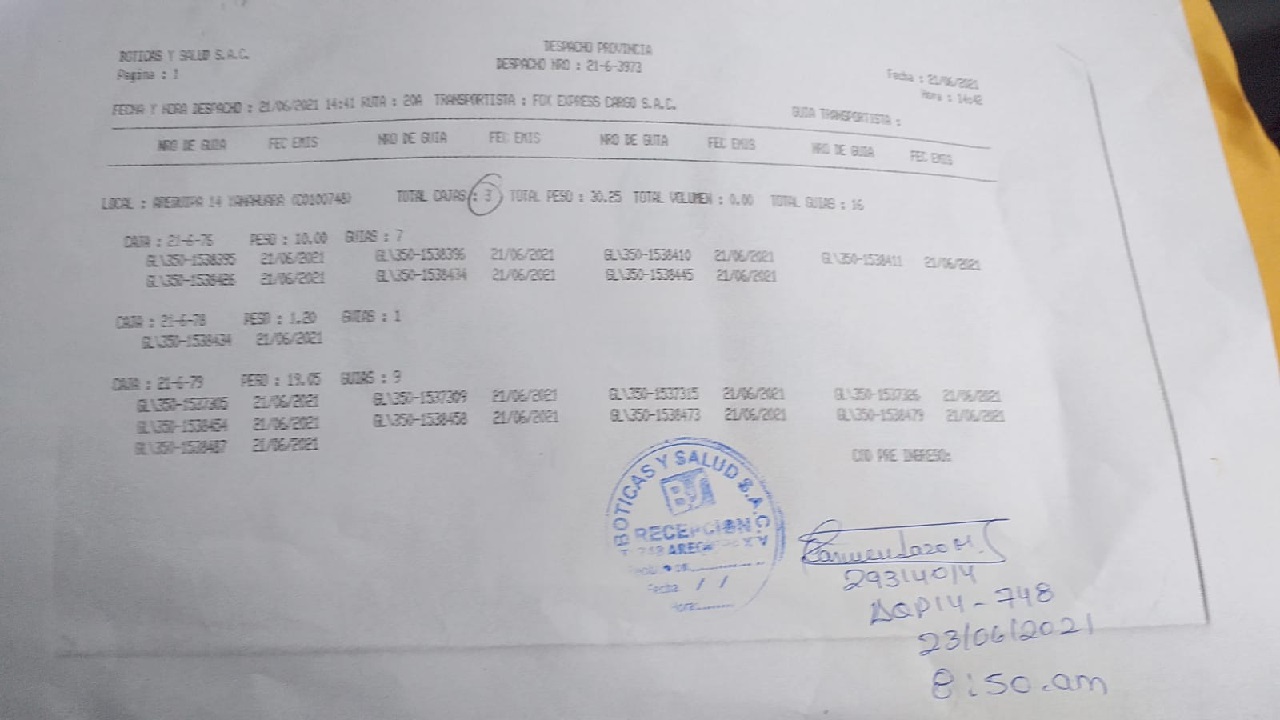 BOTICAS Y SALUD S.A.C.
DESPACHO PROVINCIA
Pagina : 1
DESPACHO NRO : 21-6-3973
Fecha : 21/06/2021
Hora : 14:42
FECHA Y HORA DESPACHO : 21/06/2021 14:41 RUTA : 20A TRANSPORTISTA : FOX EXPRESS CARGO S.A.C.
GUIA TRANSPORTISTA :
NRO DE GUIA FEC EMIS NRO DE GUIA FEC EMIS NRO DE GUIA FEC EMIS NRO DE GUIA FEC EMIS
LOCAL : AREQUIPA 14 YANAHUARA (C0100748) TOTAL CAJAS : 3 TOTAL PESO : 30.25 TOTAL VOLUMEN : 0.00 TOTAL GUIAS : 16
CAJA : 21-6-76 PESO : 10.00 GUIAS : 7
GL\350-1538395 21/06/2021 GL\350-1538396 21/06/2021 GL\350-1538410 21/06/2021 GL\350-1538411 21/06/2021
GL\350-1538426 21/06/2021 GL\350-1538434 21/06/2021 GL\350-1538445 21/06/2021
CAJA : 21-6-78 PESO : 1.20 GUIAS : 1
GL\350-1538434 21/06/2021
CAJA : 21-6-79 PESO : 19.05 GUIAS : 9
GL\350-1537305 21/06/2021 GL\350-1537309 21/06/2021 GL\350-1537315 21/06/2021 GL\350-1537326 21/06/2021
GL\350-1538454 21/06/2021 GL\350-1538458 21/06/2021 GL\350-1538473 21/06/2021 GL\350-1538479 21/06/2021
GL\350-1538487 21/06/2021
COD PRE INGRESO:
BOTICAS Y SALUD S.A.C.
BS
RECEPCION
Fecha / /
Hora
29314014
AQP14-748
23/06/2021
8:50.am